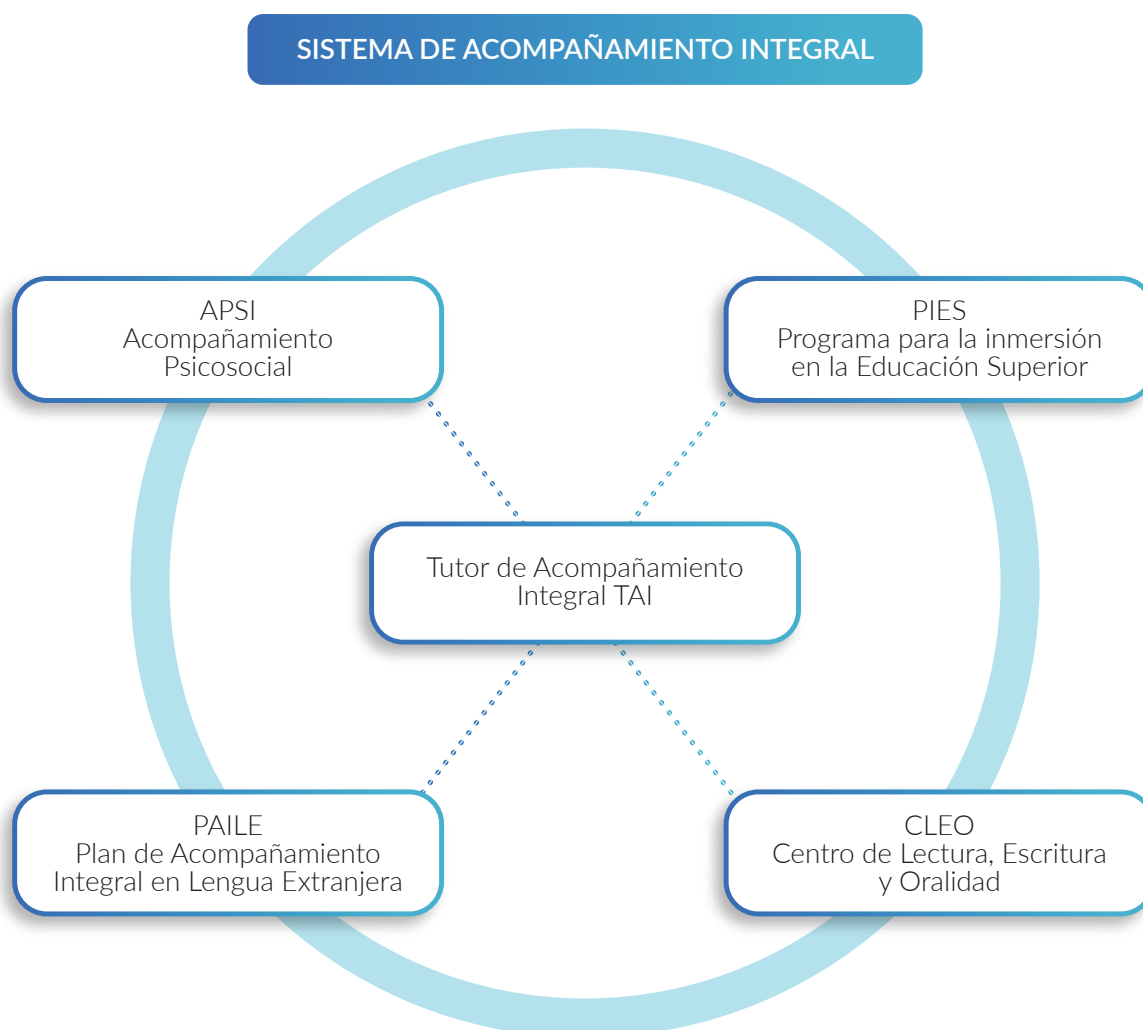 SISTEMA DE ACOMPAÑAMIENTO INTEGRAL
APSI
Acompañamiento
Psicosocial
PIES
Programa para la inmersión
en la Educación Superior
Tutor de Acompañamiento
Integral TAI
PAILE
Plan de Acompañamiento
Integral en Lengua Extranjera
CLEO
Centro de Lectura, Escritura
y Oralidad